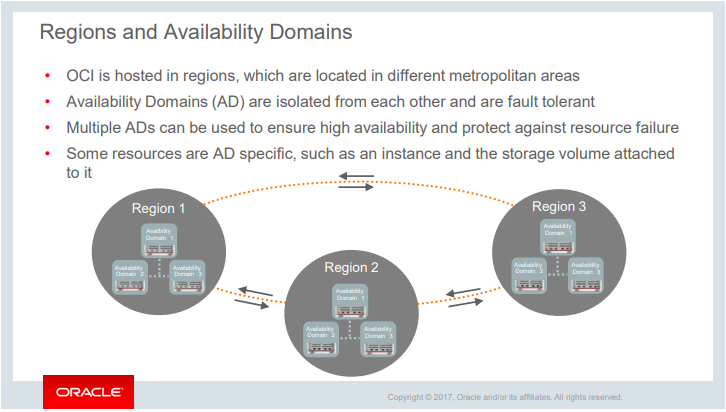 Regions and Availability Domains
• OCI is hosted in regions, which are located in different metropolitan areas
• Availability Domains (AD) are isolated from each other and are fault tolerant
• Multiple ADs can be used to ensure high availability and protect against resource failure
• Some resources are AD specific, such as an instance and the storage volume attached
to it
Region 1
Availibility
Domain 1
Availability
Domain 2
Availability
Domain 3
Region 2
Availability
Domain 1
Availability
Domain 2
Availability
Domain 3
Region 3
Availability
Domain 1
Availability
Domain 2
Availability
Domain 3
ORACLE
Copyright © 2017, Oracle and/or its affiliates. All rights reserved.